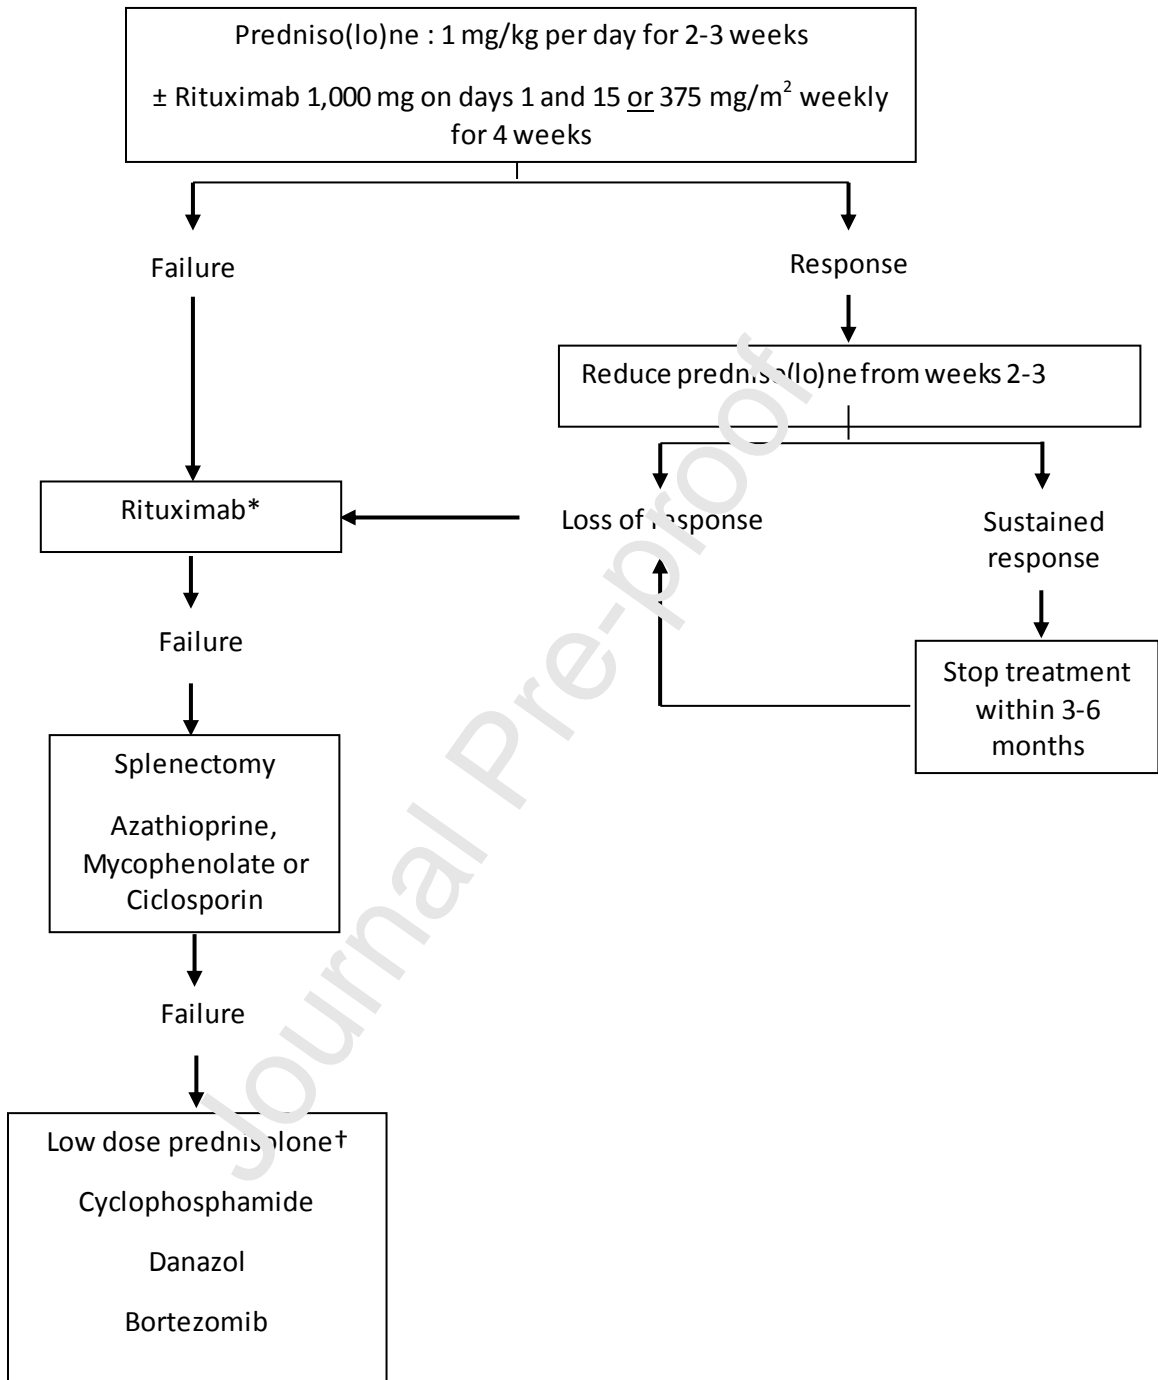 Predniso(lo)ne : 1 mg/kg per day for 2-3 weeks
± Rituximab 1,000 mg on days 1 and 15 or 375 mg/m² weekly
for 4 weeks
Failure
Response
Reduce predniso(lo)ne from weeks 2-3
Rituximab*
Loss of response
Sustained
response
Failure
Stop treatment
within 3-6
months
Splenectomy
Azathioprine,
Mycophenolate or
Ciclosporin
Failure
Low dose prednisolone†
Cyclophosphamide
Danazol
Bortezomib
Journal Pre-proof